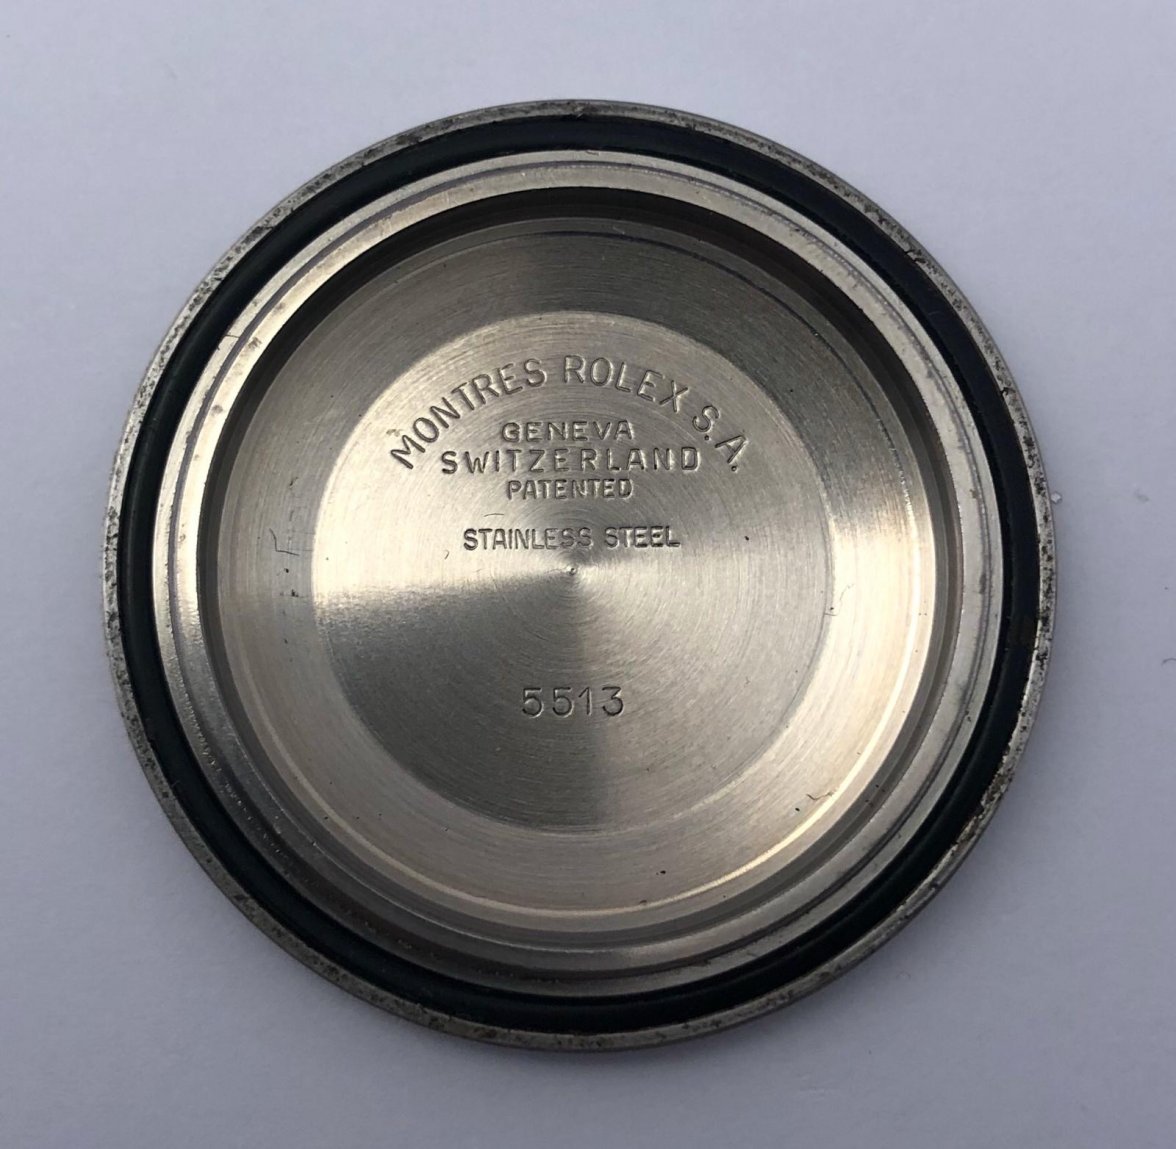 MONTRES ROLEX S.A.
GENEVA
SWITZERLAND
PATENTED
STAINLESS STEEL
5513